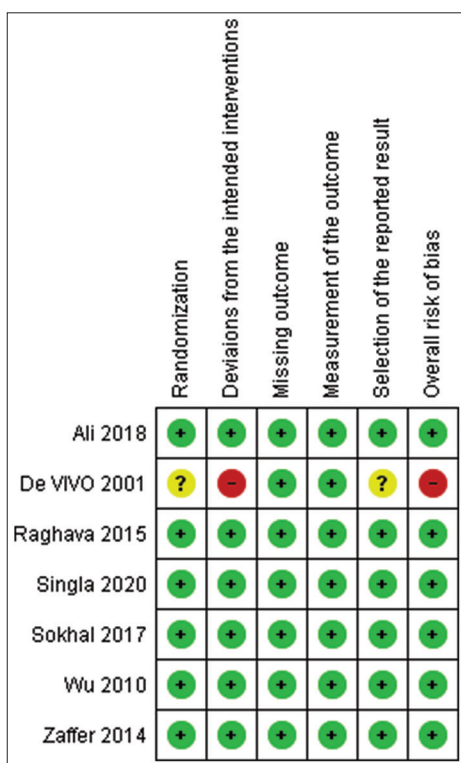 Randomization
Deviaions from the intended interventions
Missing outcome
Measurement of the outcome
Selection of the reported result
Overall risk of bias
Ali 2018 + + + + + +
De VIVO 2001 ? - + + ? -
Raghava 2015 + + + + + +
Singla 2020 + + + + + +
Sokhal 2017 + + + + + +
Wu 2010 + + + + + +
Zaffer 2014 + + + + + +